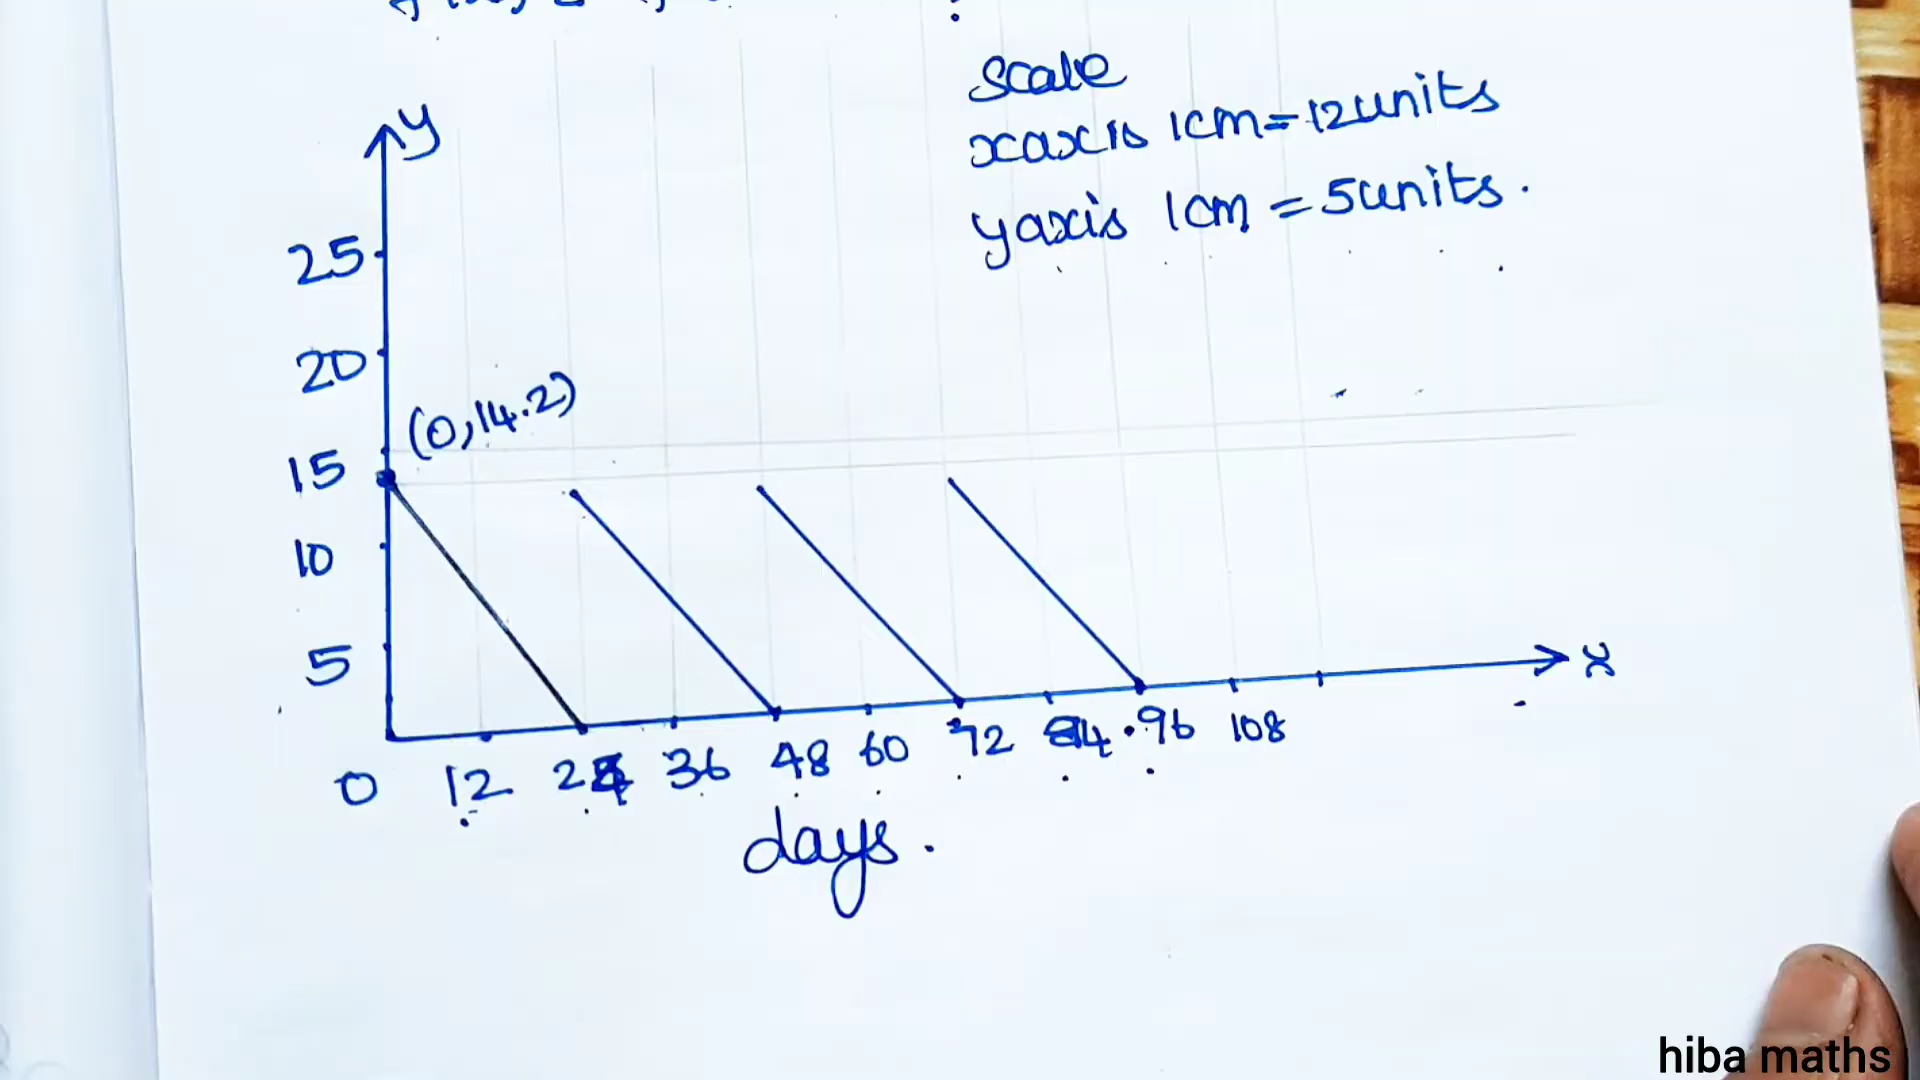 scale
x axis 1cm = 12 units
y axis 1cm = 5 units.
y
25
20
(0,14.2)
15
10
5
x
0 12 24 36 48 60 72 84 96 108
days.
hiba maths